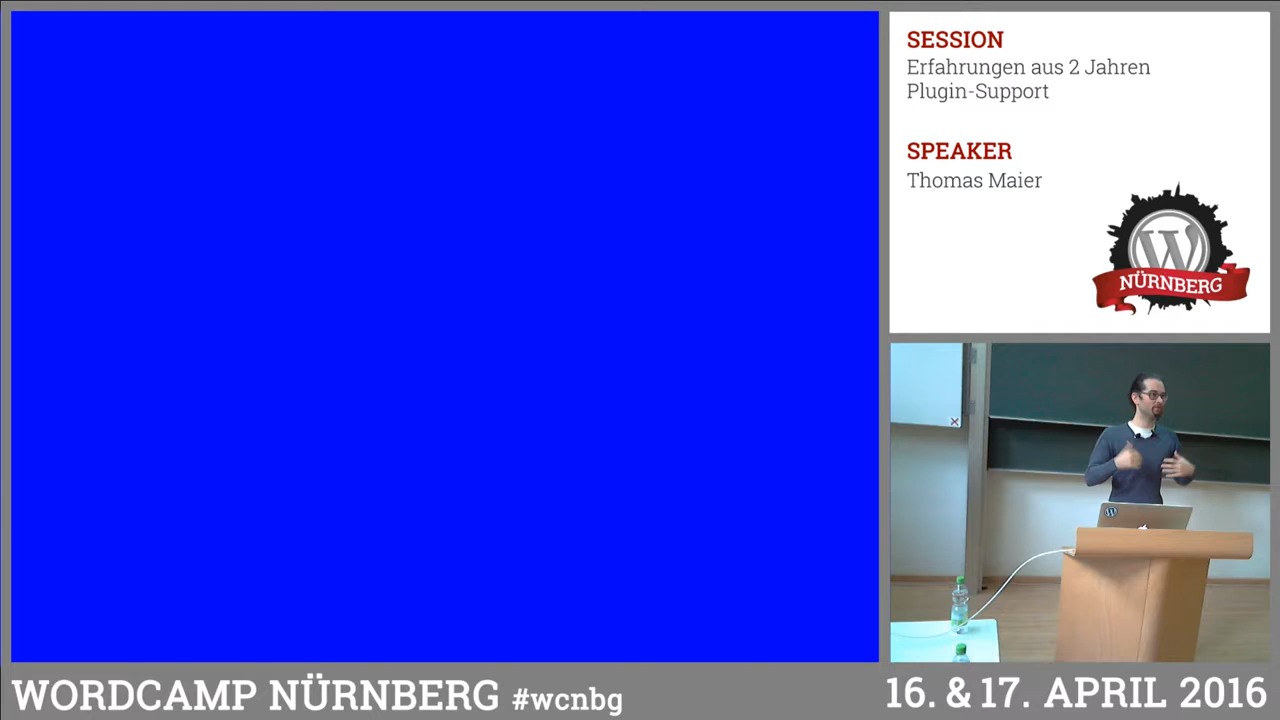 SESSION
Erfahrungen aus 2 Jahren
Plugin-Support
SPEAKER
Thomas Maier
W
NÜRNBERG
WORDCAMP NÜRNBERG #wcnbg
16. & 17. APRIL 2016